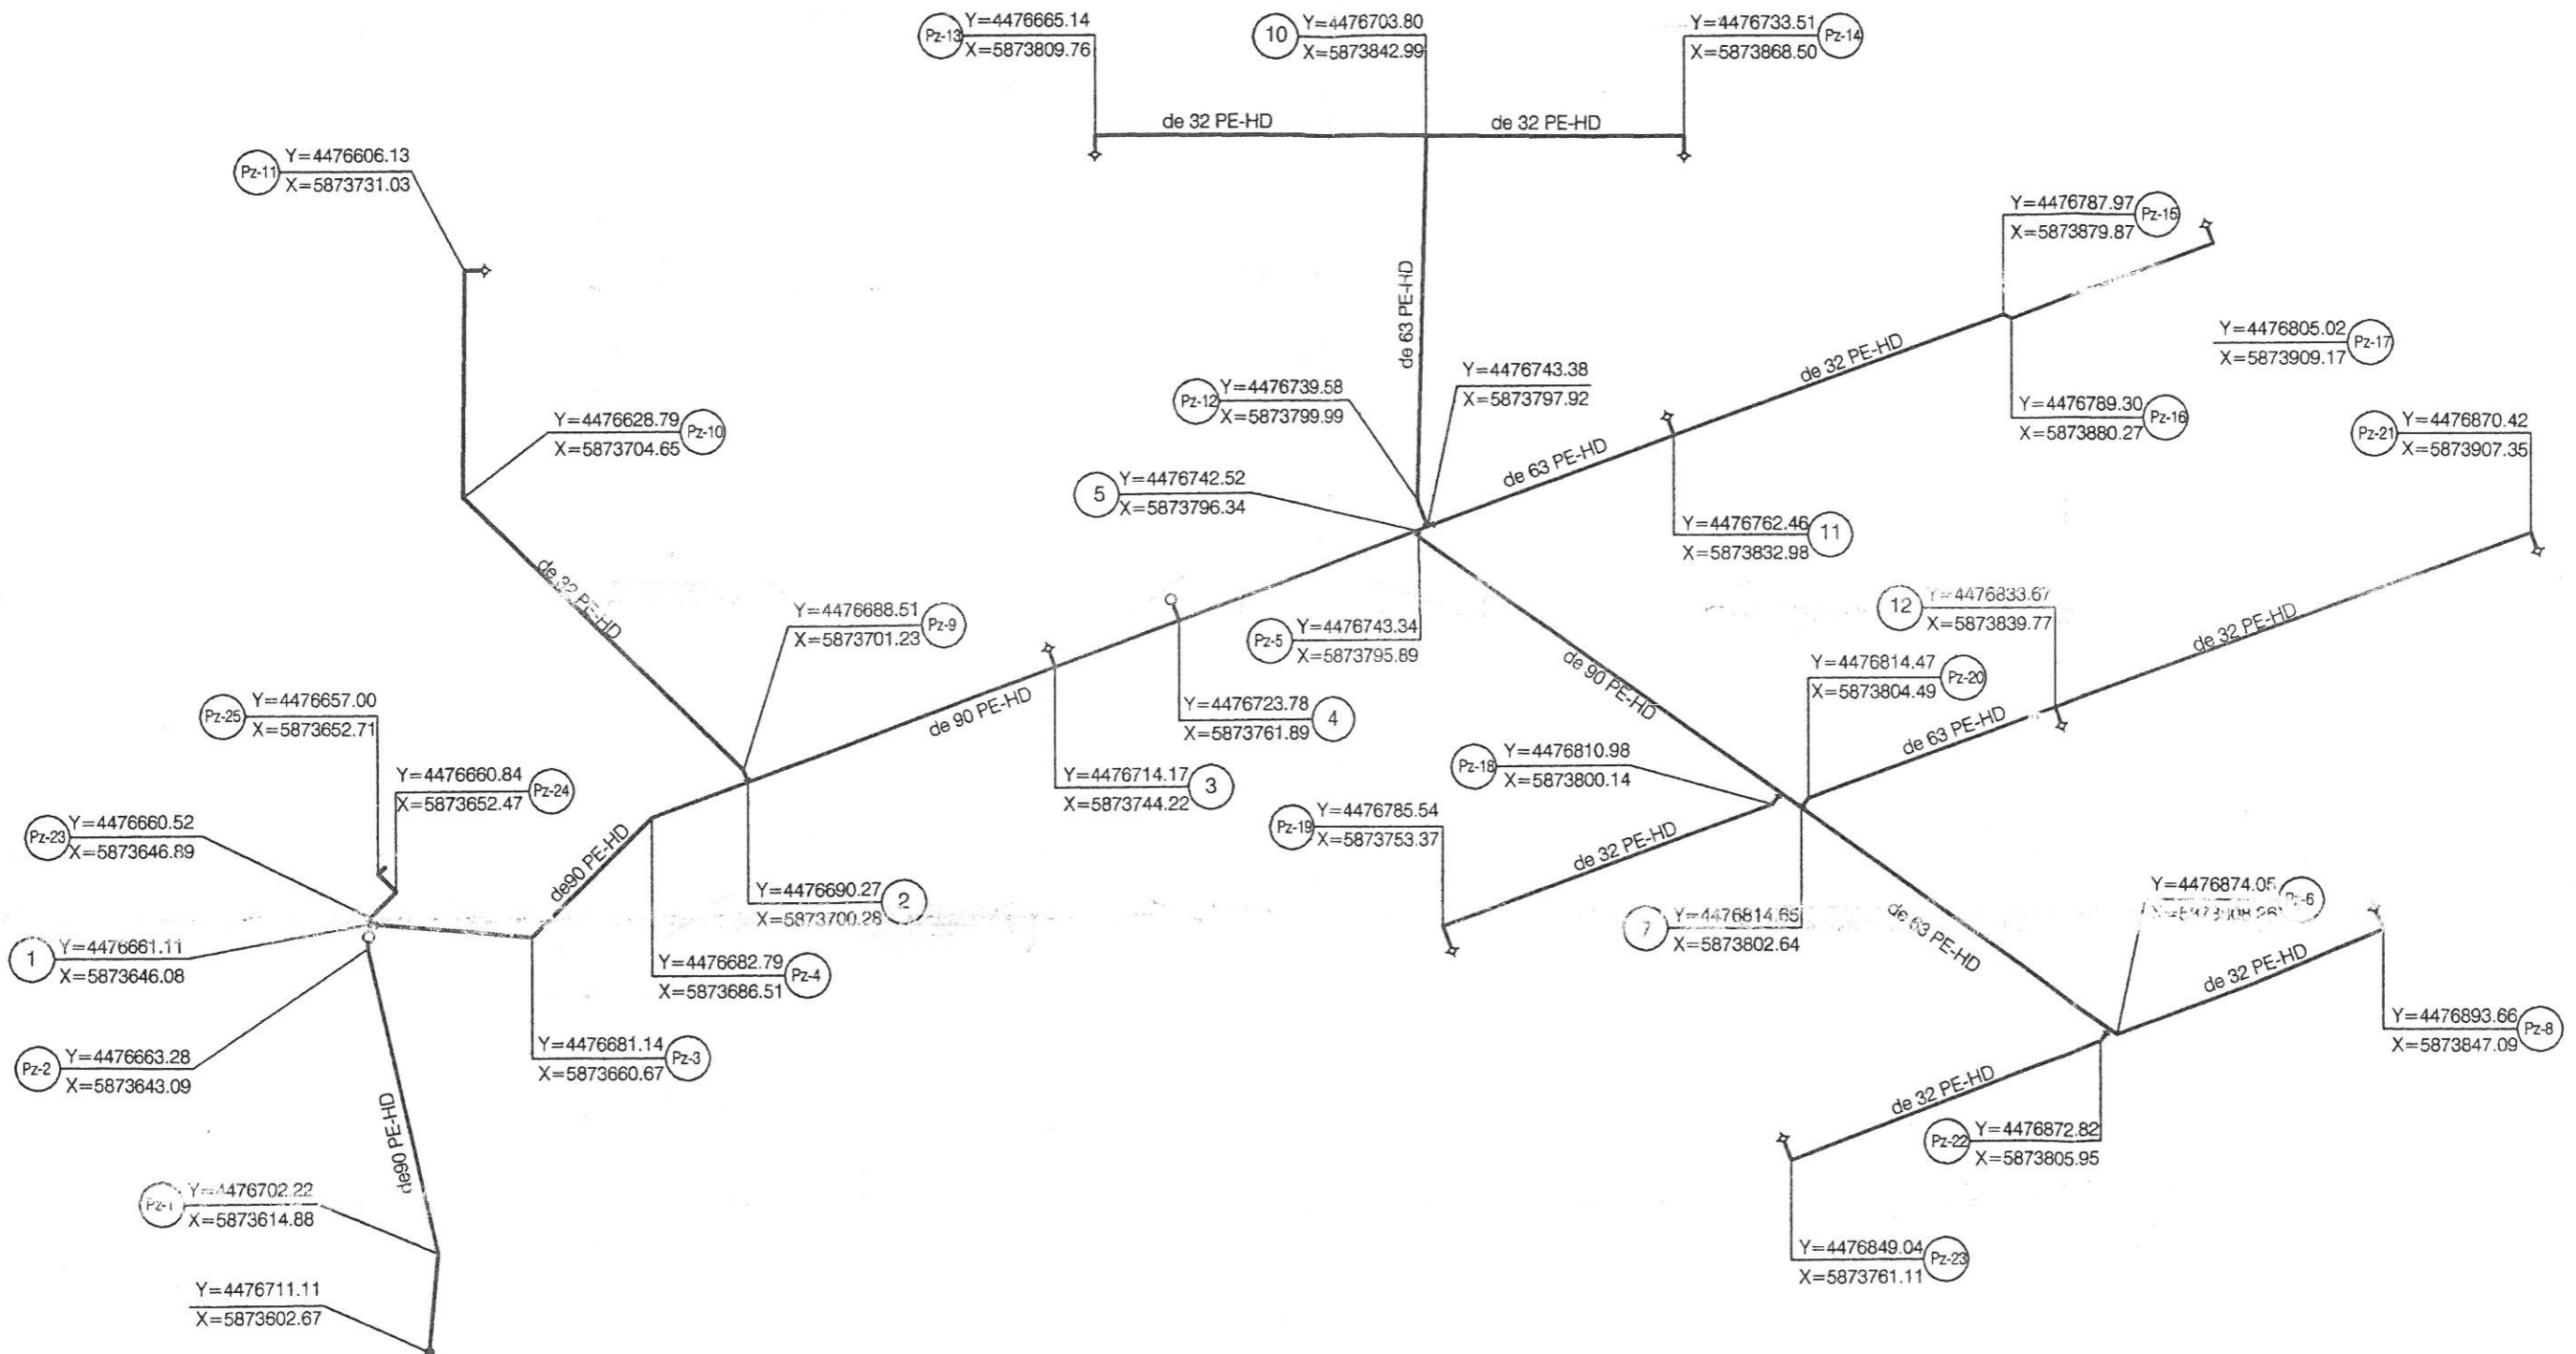 Pz-13
Y=4476665.14
X=5873809.76
10
Y=4476703.80
X=5873842.99
Y=4476733.51
X=5873868.50
Pz-14
de 32 PE-HD
de 32 PE-HD
Pz-11
Y=4476606.13
X=5873731.03
Y=4476787.97
X=5873879.87
Pz-15
de 63 PE-HD
Y=4476805.02
X=5873909.17
Pz-17
de 32 PE-HD
Pz-12
Y=4476739.58
X=5873799.99
Y=4476743.38
X=5873797.92
Y=4476789.30
X=5873880.27
Pz-16
Pz-21
Y=4476870.42
X=5873907.35
Y=4476628.79
X=5873704.65
Pz-10
de 63 PE-HD
5
Y=4476742.52
X=5873796.34
Y=4476762.46
X=5873832.98
11
de 32 PE-HD
Y=4476688.51
X=5873701.23
Pz-9
Pz-5
Y=4476743.34
X=5873795.89
12
Y=4476833.67
X=5873839.77
de 32 PE-HD
de 90 PE-HD
Y=4476814.47
X=5873804.49
Pz-20
Pz-25
Y=4476657.00
X=5873652.71
de 90 PE-HD
Y=4476723.78
X=5873761.89
4
de 63 PE-HD
Pz-18
Y=4476810.98
X=5873800.14
Y=4476660.84
X=5873652.47
Pz-24
Y=4476714.17
X=5873744.22
3
Pz-23
Y=4476660.52
X=5873646.89
de90 PE-HD
Pz-19
Y=4476785.54
X=5873753.37
de 32 PE-HD
Y=4476690.27
X=5873700.28
2
7
Y=4476814.65
X=5873802.64
Y=4476874.05
Pz-6
de 63 PE-HD
1
Y=4476661.11
X=5873646.08
Y=4476682.79
X=5873686.51
Pz-4
de 32 PE-HD
Y=4476893.66
X=5873847.09
Pz-8
Pz-2
Y=4476663.28
X=5873643.09
Y=4476681.14
X=5873660.67
Pz-3
de 32 PE-HD
de90 PE-HD
Pz-22
Y=4476872.82
X=5873805.95
Pz-1
Y=4476702.22
X=5873614.88
Y=4476849.04
X=5873761.11
Pz-23
Y=4476711.11
X=5873602.67